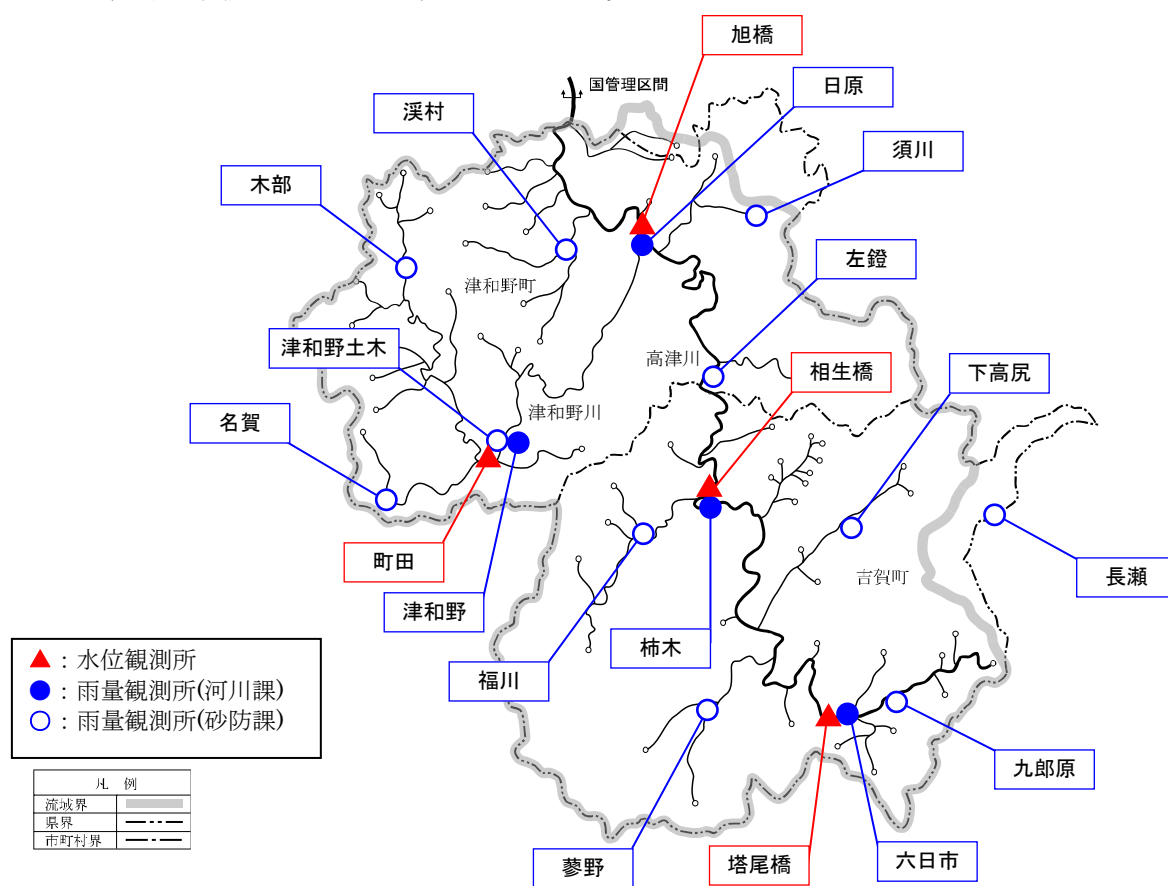 旭橋
国管理区間
日原
渓村
須川
木部
左鐙
津和野町
津和野土木
高津川
相生橋
下高尻
名賀
津和野川
町田
長瀬
吉賀町
津和野
柿木
福川
九郎原
蓼野
塔尾橋
六日市
▲：水位観測所
●：雨量観測所(河川課)
○：雨量観測所(砂防課)
凡 例
流域界
県界
市町村界